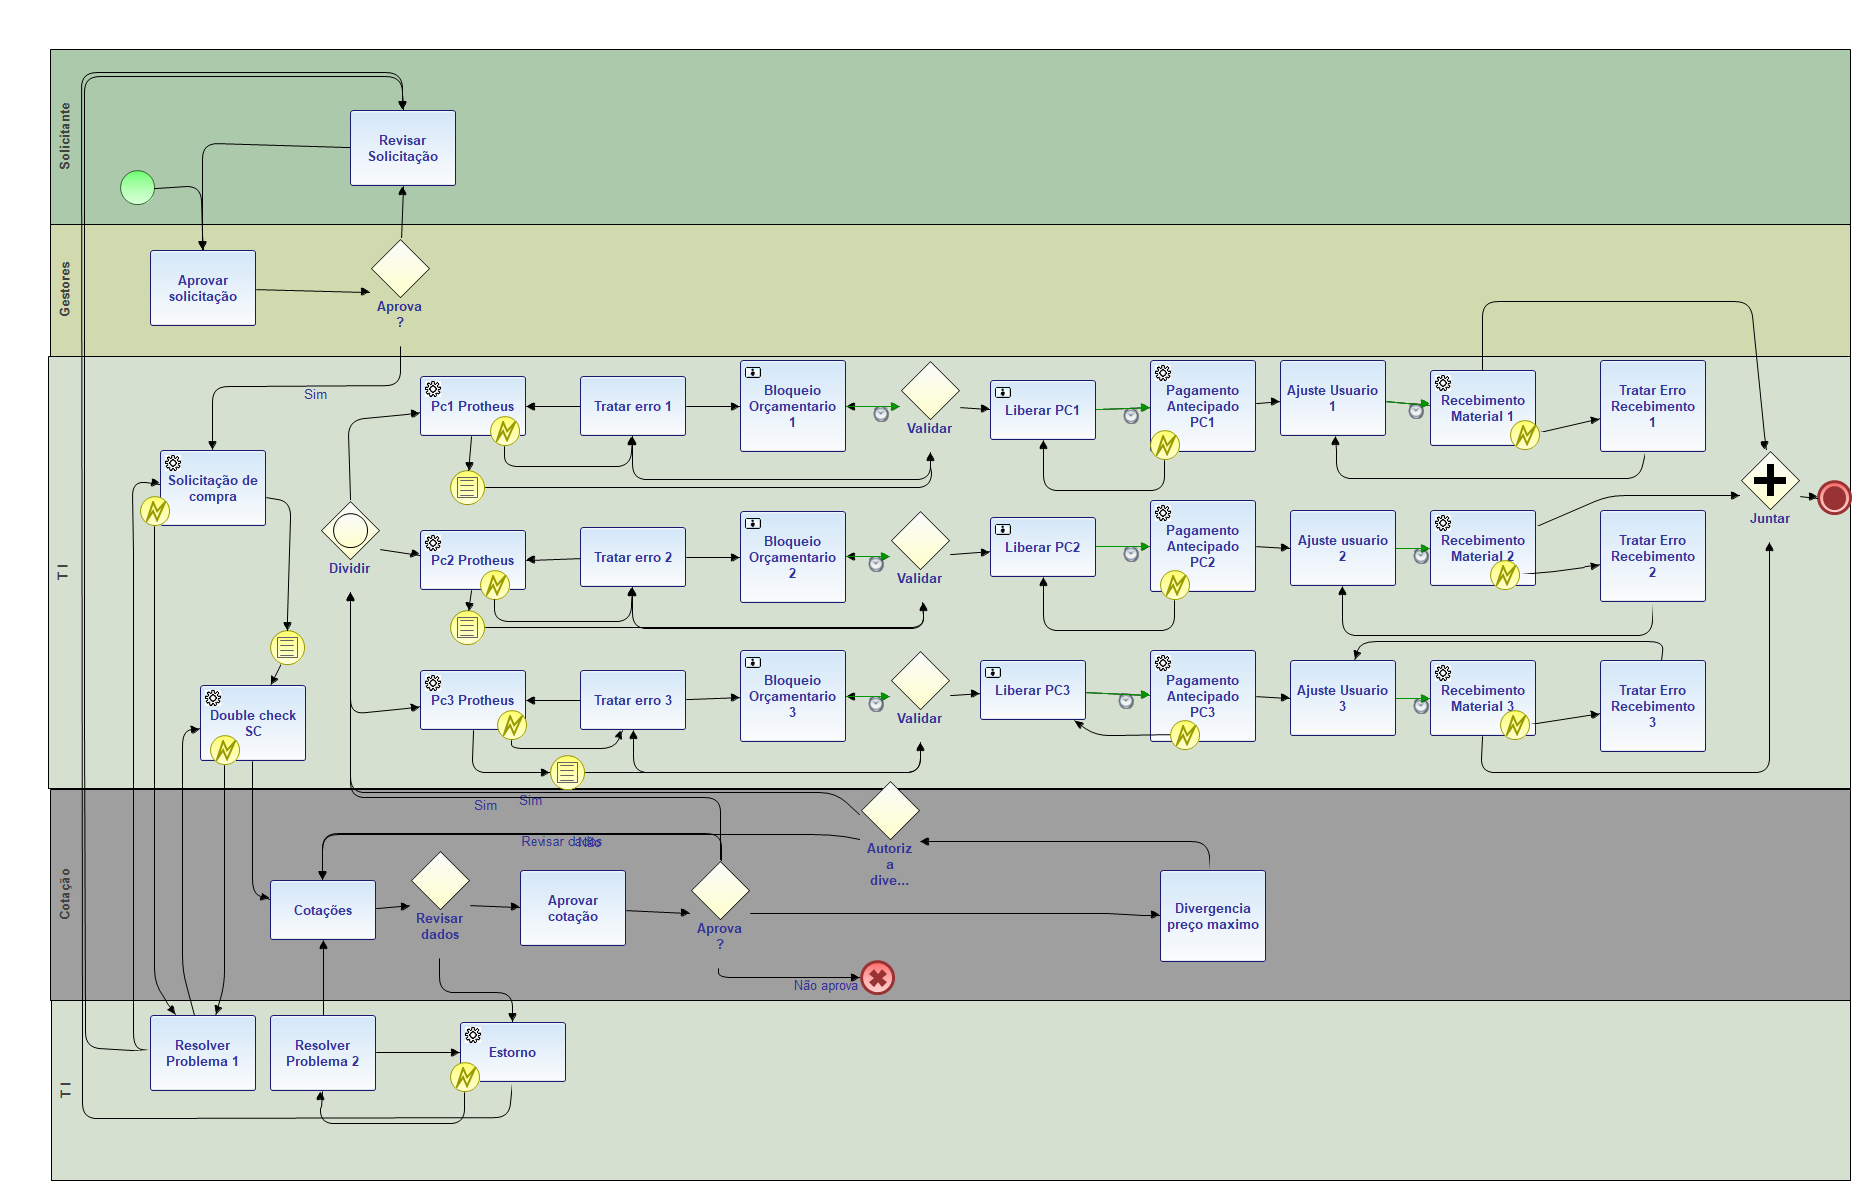 Solicitante
Revisar
Solicitação
Gestores
Aprovar
solicitação
Aprova
?
T I
Sim
Pc1 Protheus
Tratar erro 1
Bloqueio
Orçamentario
1
Validar
Liberar PC1
Pagamento
Antecipado
PC1
Ajuste Usuario
1
Recebimento
Material 1
Tratar Erro
Recebimento
1
Solicitação de
compra
Dividir
Pc2 Protheus
Tratar erro 2
Bloqueio
Orçamentario
2
Validar
Liberar PC2
Pagamento
Antecipado
PC2
Ajuste usuario
2
Recebimento
Material 2
Tratar Erro
Recebimento
2
Juntar
Double check
SC
Pc3 Protheus
Tratar erro 3
Bloqueio
Orçamentario
3
Validar
Liberar PC3
Pagamento
Antecipado
PC3
Ajuste Usuario
3
Recebimento
Material 3
Tratar Erro
Recebimento
3
Cotação
Sim
Sim
Revisar dados
Não
Autoriz
a
dive...
Cotações
Revisar
dados
Aprovar
cotação
Aprova
?
Divergencia
preço maximo
Não aprova
T I
Resolver
Problema 1
Resolver
Problema 2
Estorno